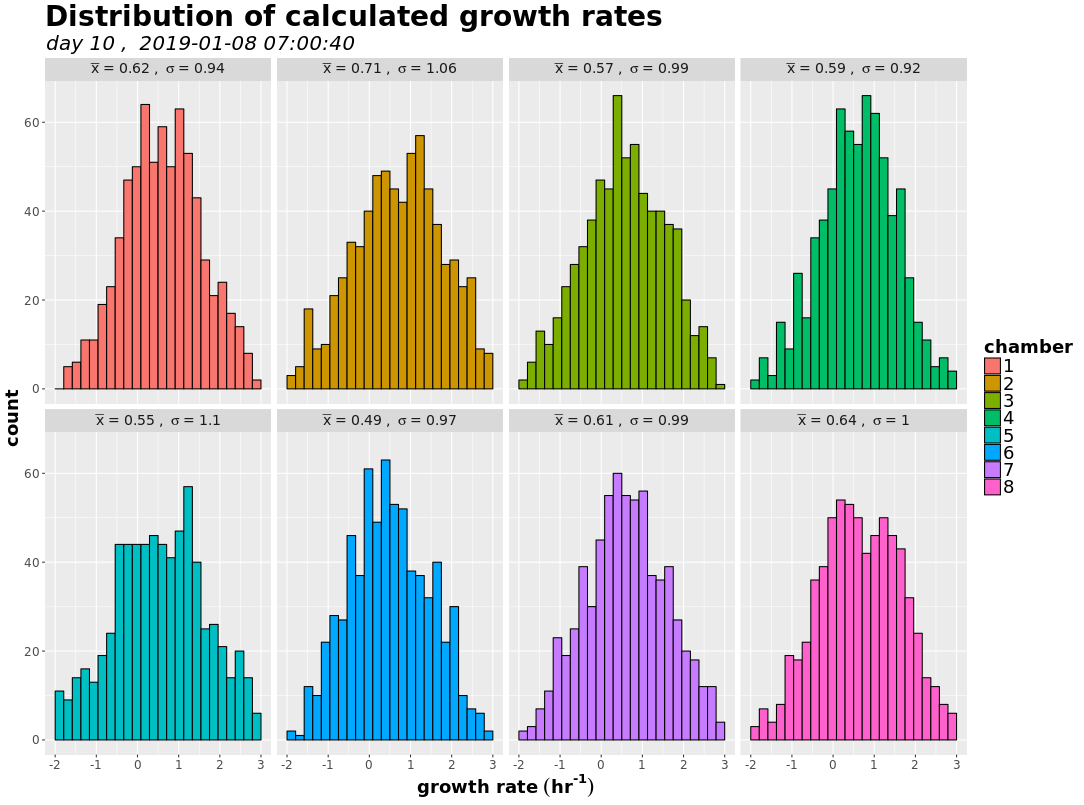 Distribution of calculated growth rates
day 10 ,  2019-01-08 07:00:40
x̅ = 0.62 ,  σ = 0.94
x̅ = 0.71 ,  σ = 1.06
x̅ = 0.57 ,  σ = 0.99
x̅ = 0.59 ,  σ = 0.92
60
40
20
0
x̅ = 0.55 ,  σ = 1.1
x̅ = 0.49 ,  σ = 0.97
x̅ = 0.61 ,  σ = 0.99
x̅ = 0.64 ,  σ = 1
60
40
20
0
-2 -1 0 1 2 3
-2 -1 0 1 2 3
-2 -1 0 1 2 3
-2 -1 0 1 2 3
count
growth rate (hr⁻¹)
chamber
1
2
3
4
5
6
7
8